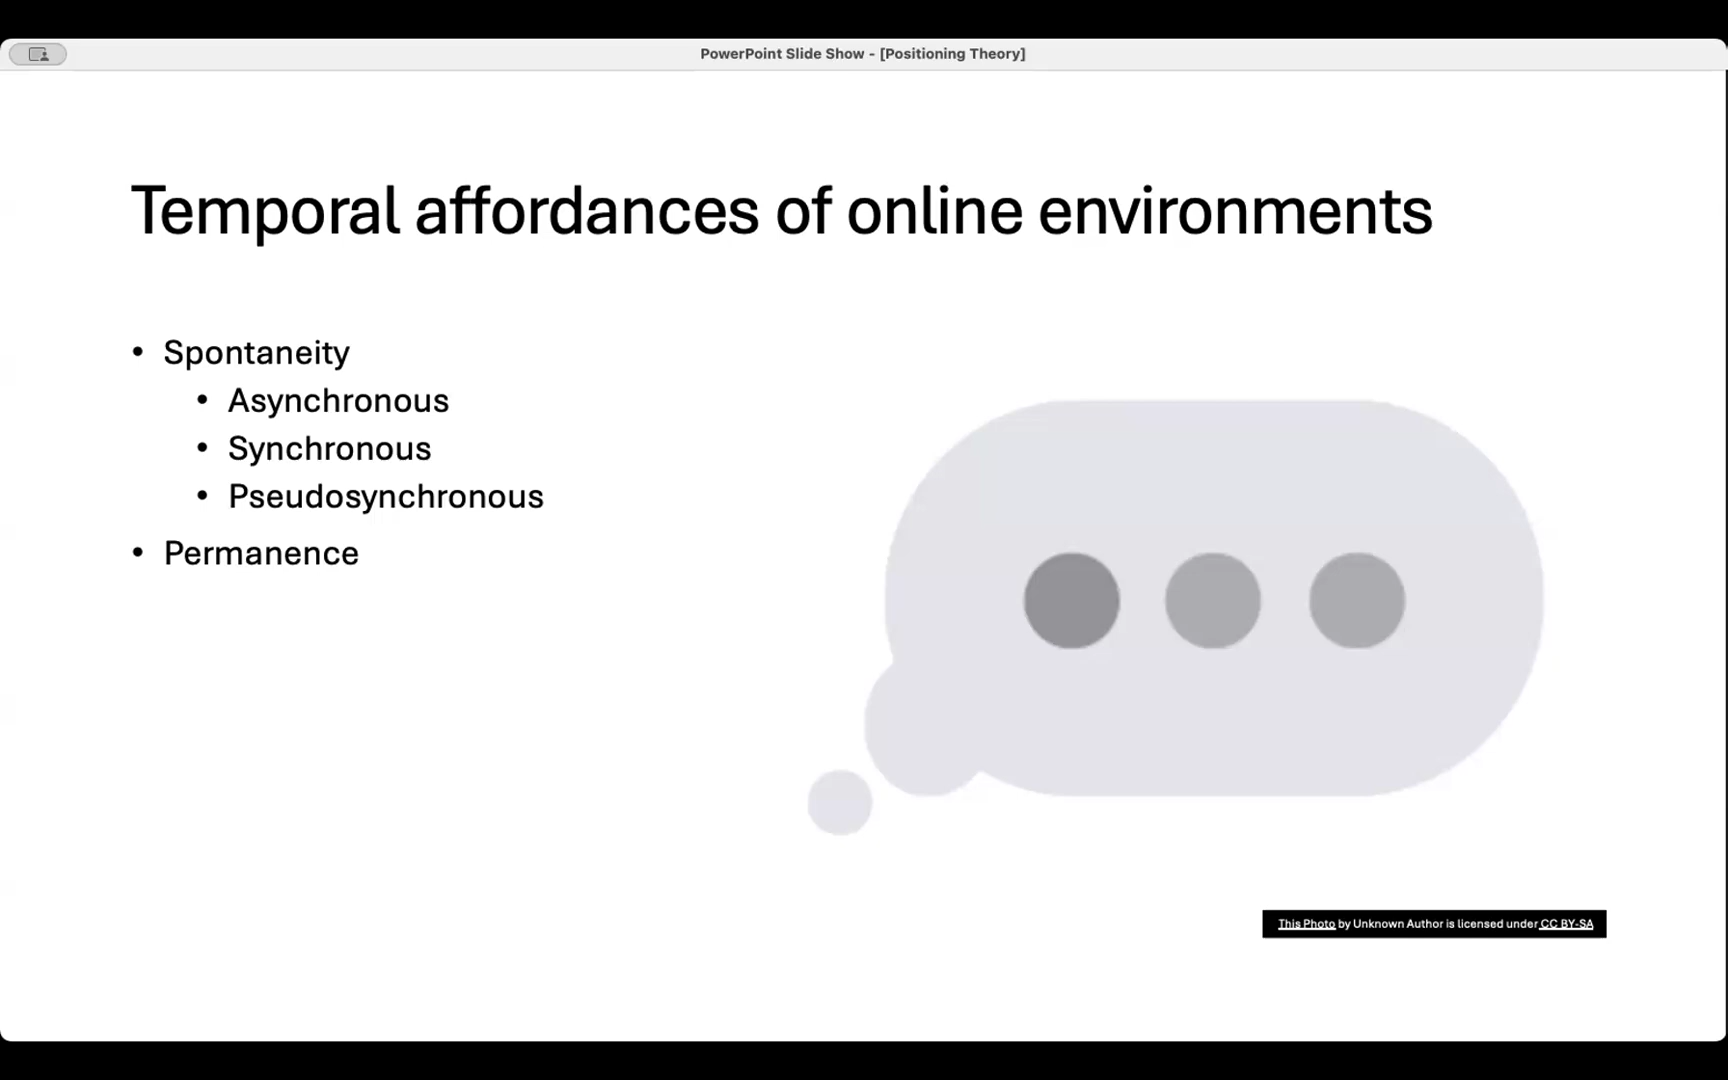 PowerPoint Slide Show - [Positioning Theory]
Temporal affordances of online environments
• Spontaneity
• Asynchronous
• Synchronous
• Pseudosynchronous
• Permanence
This Photo by Unknown Author is licensed under CC BY-SA